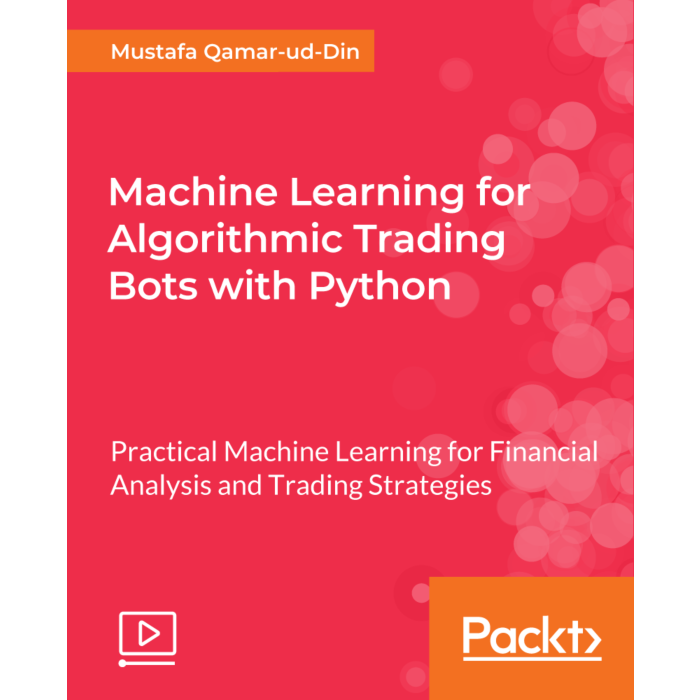 Mustafa Qamar-ud-Din
Machine Learning for
Algorithmic Trading
Bots with Python
Practical Machine Learning for Financial
Analysis and Trading Strategies
Packt